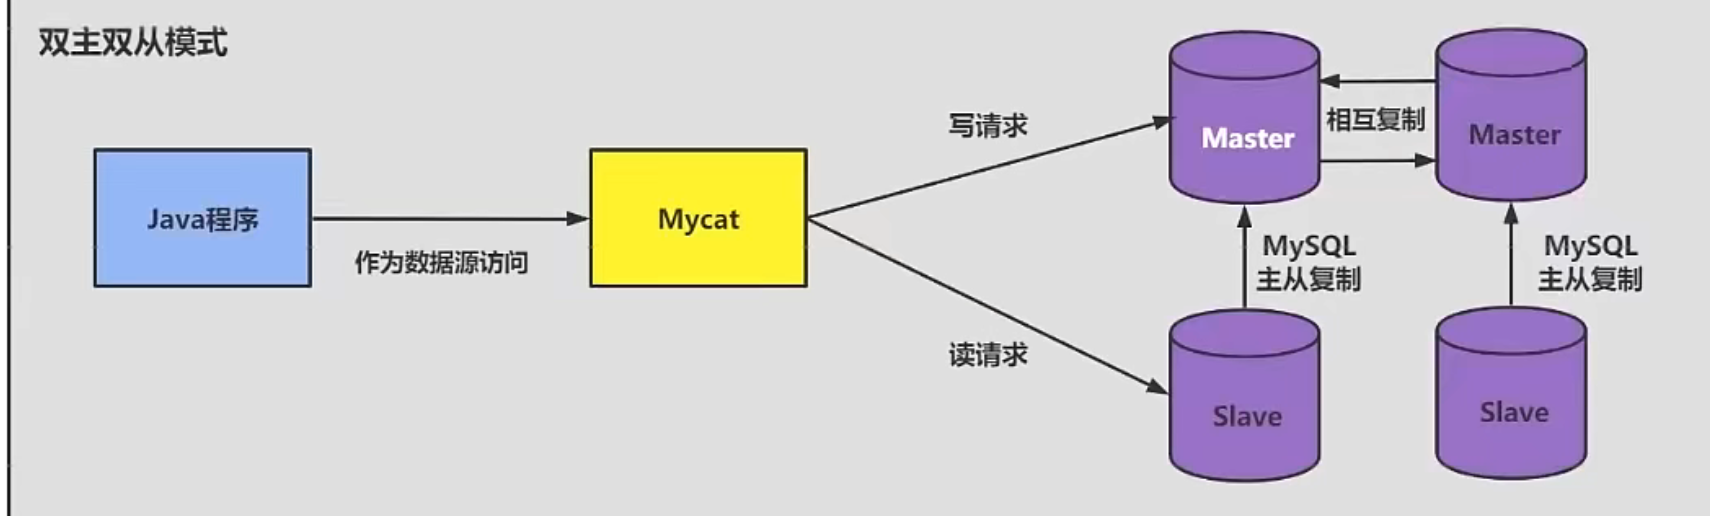 双主双从模式
Java程序
作为数据源访问
Mycat
写请求
读请求
Master
相互复制
Master
MySQL
主从复制
MySQL
主从复制
Slave
Slave